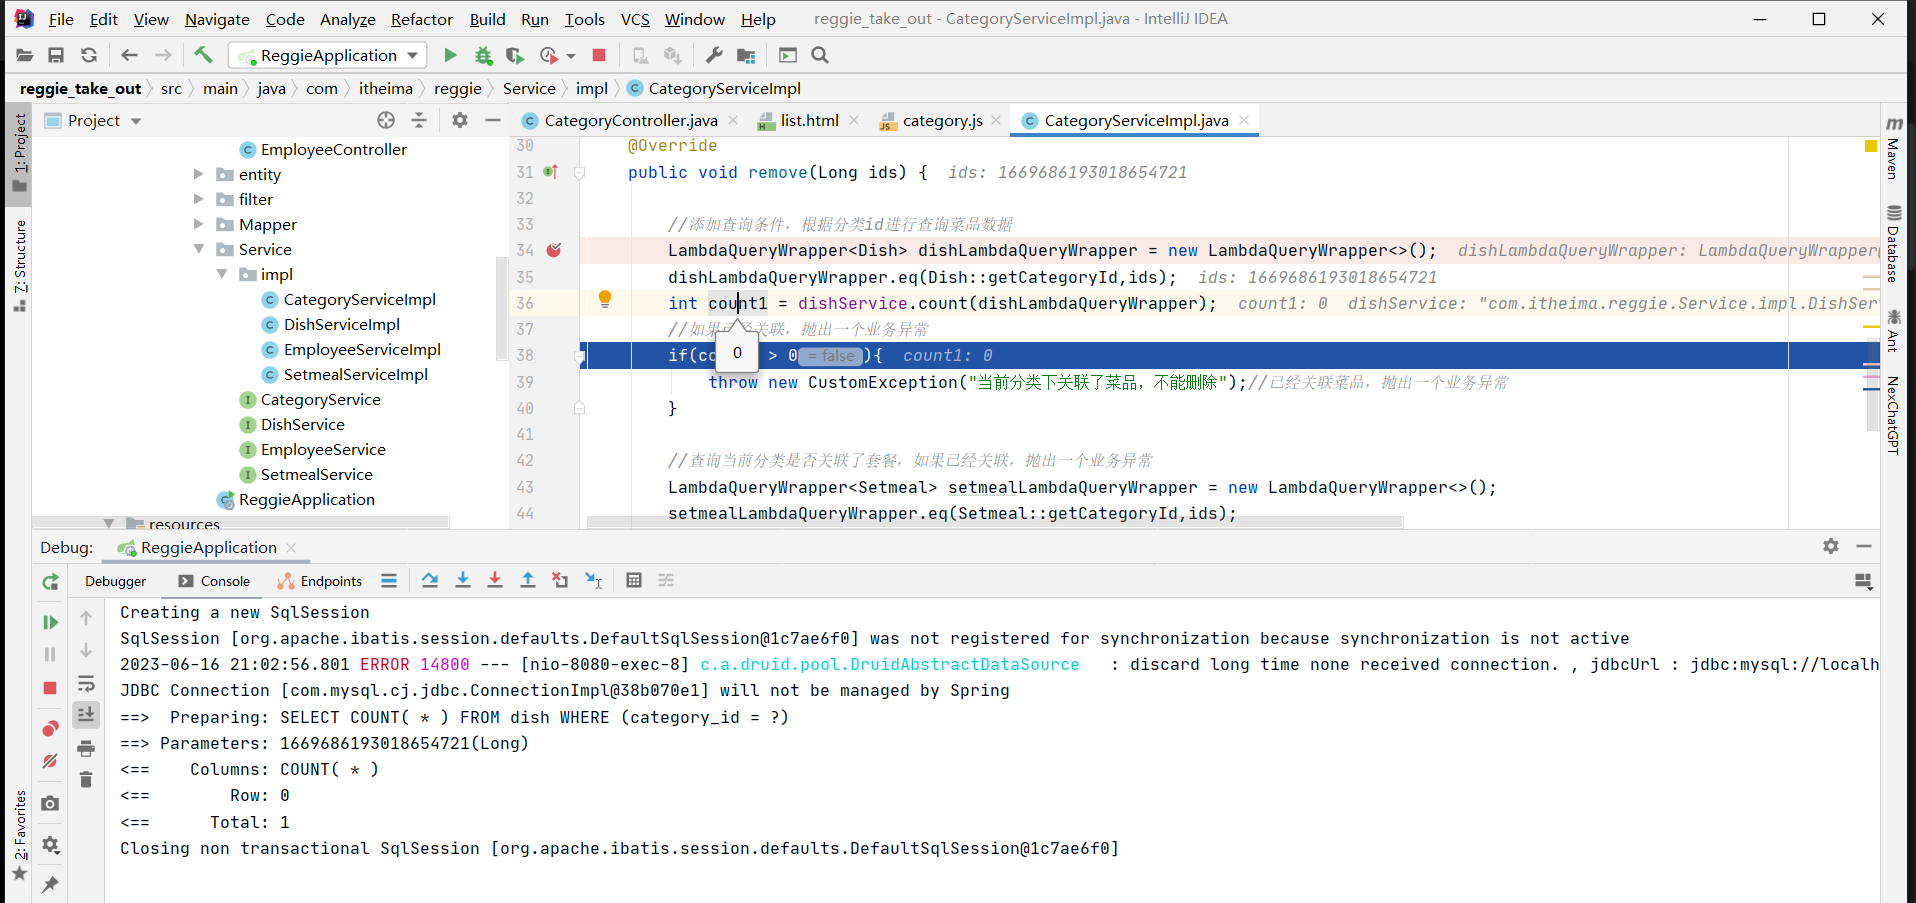 File Edit View Navigate Code Analyze Refactor Build Run Tools VCS Window Help reggie_take_out - CategoryServiceImpl.java - IntelliJ IDEA
ReggieApplication
reggie_take_out src main java com itheima reggie Service impl CategoryServiceImpl
Project
CategoryController.java list.html category.js CategoryServiceImpl.java
1: Project
7: Structure
2: Favorites
EmployeeController
entity
filter
Mapper
Service
impl
CategoryServiceImpl
DishServiceImpl
EmployeeServiceImpl
SetmealServiceImpl
CategoryService
DishService
EmployeeService
SetmealService
ReggieApplication
resources
30 @Override
31 public void remove(Long ids) { ids: 1669686193018654721
32
33 //添加查询条件，根据分类id进行查询菜品数据
34 LambdaQueryWrapper<Dish> dishLambdaQueryWrapper = new LambdaQueryWrapper<>(); dishLambdaQueryWrapper: LambdaQueryWrapper
35 dishLambdaQueryWrapper.eq(Dish::getCategoryId,ids); ids: 1669686193018654721
36 int count1 = dishService.count(dishLambdaQueryWrapper); count1: 0 dishService: "com.itheima.reggie.Service.impl.DishSer
37 //如果已经关联，抛出一个业务异常
38 if(co > 0 = false ){ count1: 0
0
39 throw new CustomException("当前分类下关联了菜品，不能删除");//已经关联菜品，抛出一个业务异常
40 }
41
42 //查询当前分类是否关联了套餐，如果已经关联，抛出一个业务异常
43 LambdaQueryWrapper<Setmeal> setmealLambdaQueryWrapper = new LambdaQueryWrapper<>();
44 setmealLambdaQueryWrapper.eq(Setmeal::getCategoryId,ids);
Maven
Database
Ant
NexChatGPT
Debug: ReggieApplication
Debugger Console Endpoints
Creating a new SqlSession
SqlSession [org.apache.ibatis.session.defaults.DefaultSqlSession@1c7ae6f0] was not registered for synchronization because synchronization is not active
2023-06-16 21:02:56.801 ERROR 14800 --- [nio-8080-exec-8] c.a.druid.pool.DruidAbstractDataSource : discard long time none received connection. , jdbcUrl : jdbc:mysql://localh
JDBC Connection [com.mysql.cj.jdbc.ConnectionImpl@38b070e1] will not be managed by Spring
==> Preparing: SELECT COUNT( * ) FROM dish WHERE (category_id = ?)
==> Parameters: 1669686193018654721(Long)
<== Columns: COUNT( * )
<== Row: 0
<== Total: 1
Closing non transactional SqlSession [org.apache.ibatis.session.defaults.DefaultSqlSession@1c7ae6f0]